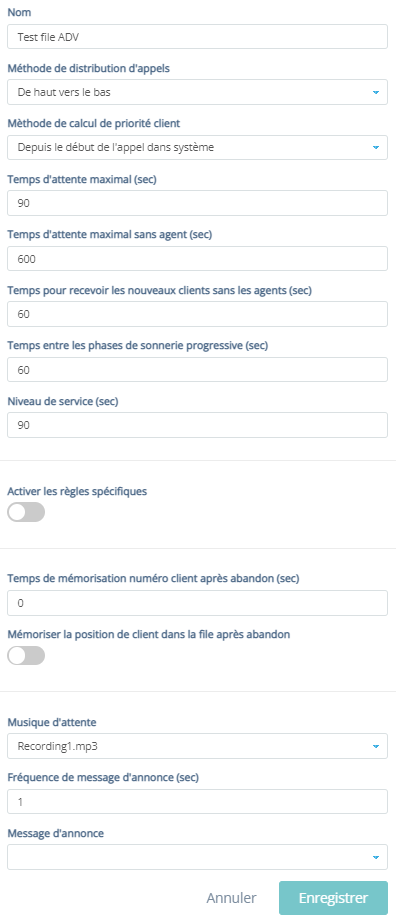 Nom
Test file ADV
Méthode de distribution d'appels
De haut vers le bas
Mèthode de calcul de priorité client
Depuis le début de l'appel dans système
Temps d'attente maximal (sec)
90
Temps d'attente maximal sans agent (sec)
600
Temps pour recevoir les nouveaux clients sans les agents (sec)
60
Temps entre les phases de sonnerie progressive (sec)
60
Niveau de service (sec)
90
Activer les règles spécifiques
Temps de mémorisation numéro client après abandon (sec)
0
Mémoriser la position de client dans la file après abandon
Musique d'attente
Recording1.mp3
Fréquence de message d'annonce (sec)
1
Message d'annonce
Annuler
Enregistrer